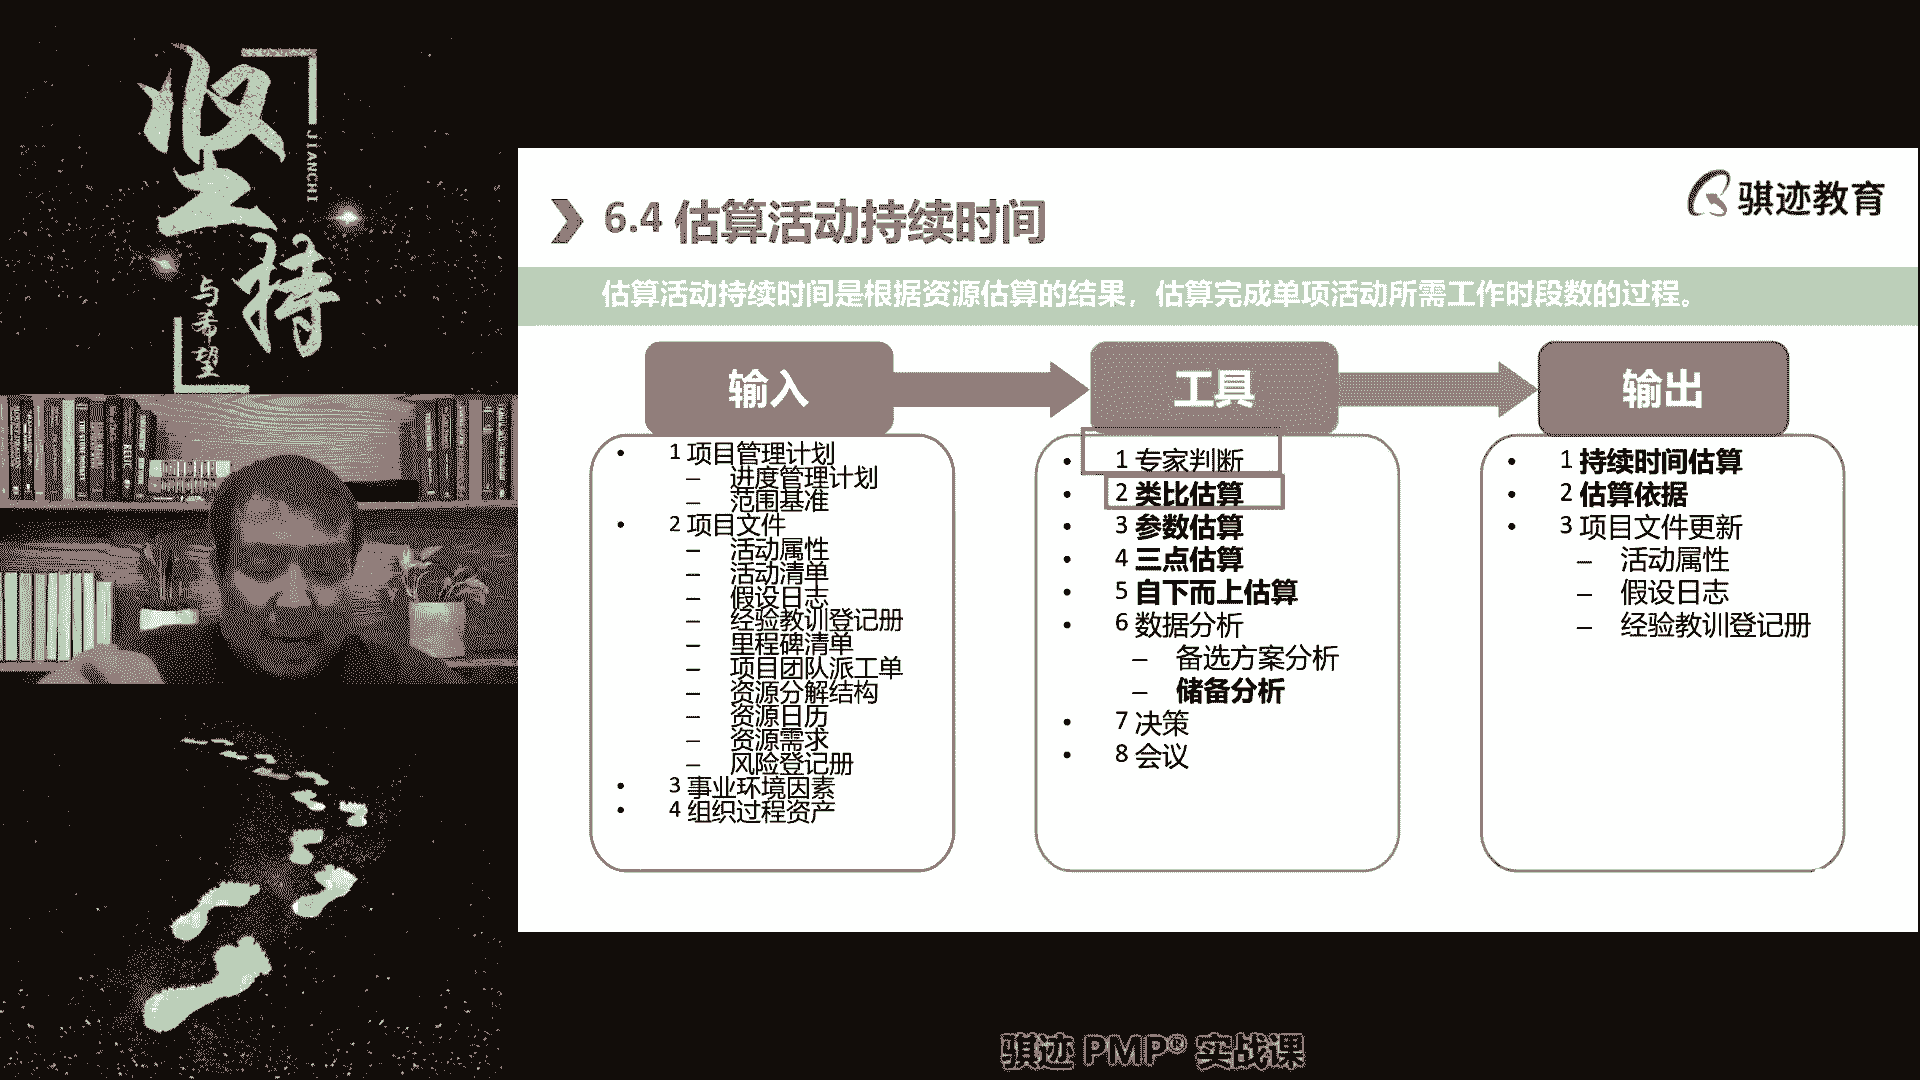 坚持
JIANCHI
与希望
骐迹教育
6.4 估算活动持续时间
估算活动持续时间是根据资源估算的结果，估算完成单项活动所需工作时段数的过程。
输入
• 1 项目管理计划
– 进度管理计划
– 范围基准
• 2 项目文件
– 活动属性
– 活动清单
– 假设日志
– 经验教训登记册
– 里程碑清单
– 项目团队派工单
– 资源分解结构
– 资源日历
– 资源需求
– 风险登记册
• 3 事业环境因素
• 4 组织过程资产
工具
• 1 专家判断
• 2 类比估算
• 3 参数估算
• 4 三点估算
• 5 自下而上估算
• 6 数据分析
– 备选方案分析
– 储备分析
• 7 决策
• 8 会议
输出
• 1 持续时间估算
• 2 估算依据
• 3 项目文件更新
– 活动属性
– 假设日志
– 经验教训登记册
骐迹 PMP® 实战课